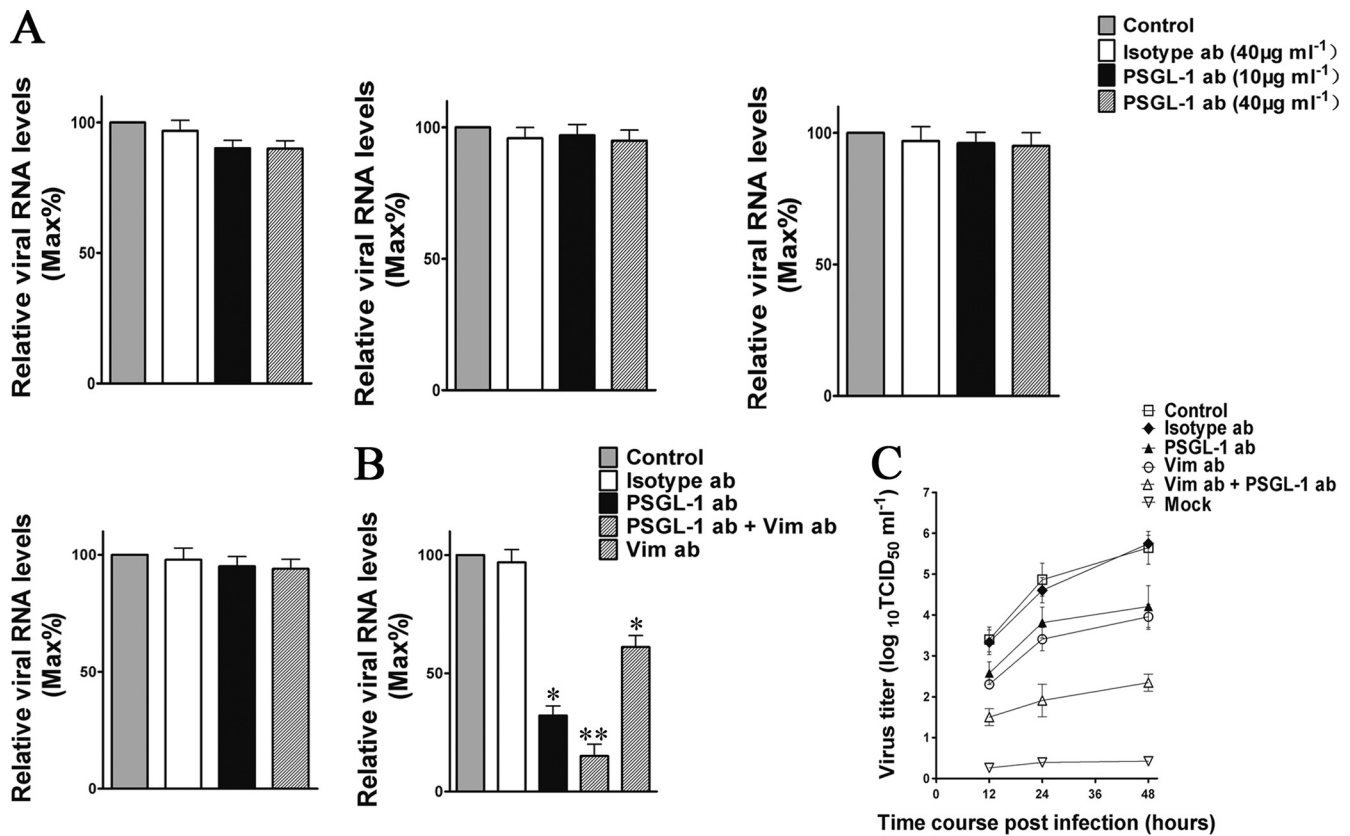 A
Control
Isotype ab (40μg ml-1)
PSGL-1 ab (10μg ml-1)
PSGL-1 ab (40μg ml-1)
Relative viral RNA levels
(Max%)
100
50
0
Relative viral RNA levels
(Max%)
100
50
0
Relative viral RNA levels
(Max%)
100
50
0
Relative viral RNA levels
(Max%)
100
50
0
B
Control
Isotype ab
PSGL-1 ab
PSGL-1 ab + Vim ab
Vim ab
Relative viral RNA levels
(Max%)
100
50
0
*
**
*
C
Control
Isotype ab
PSGL-1 ab
Vim ab
Vim ab + PSGL-1 ab
Mock
Virus titer (log 10TCID50 ml-1)
7
6
5
4
3
2
1
0
0 12 24 36 48
Time course post infection (hours)